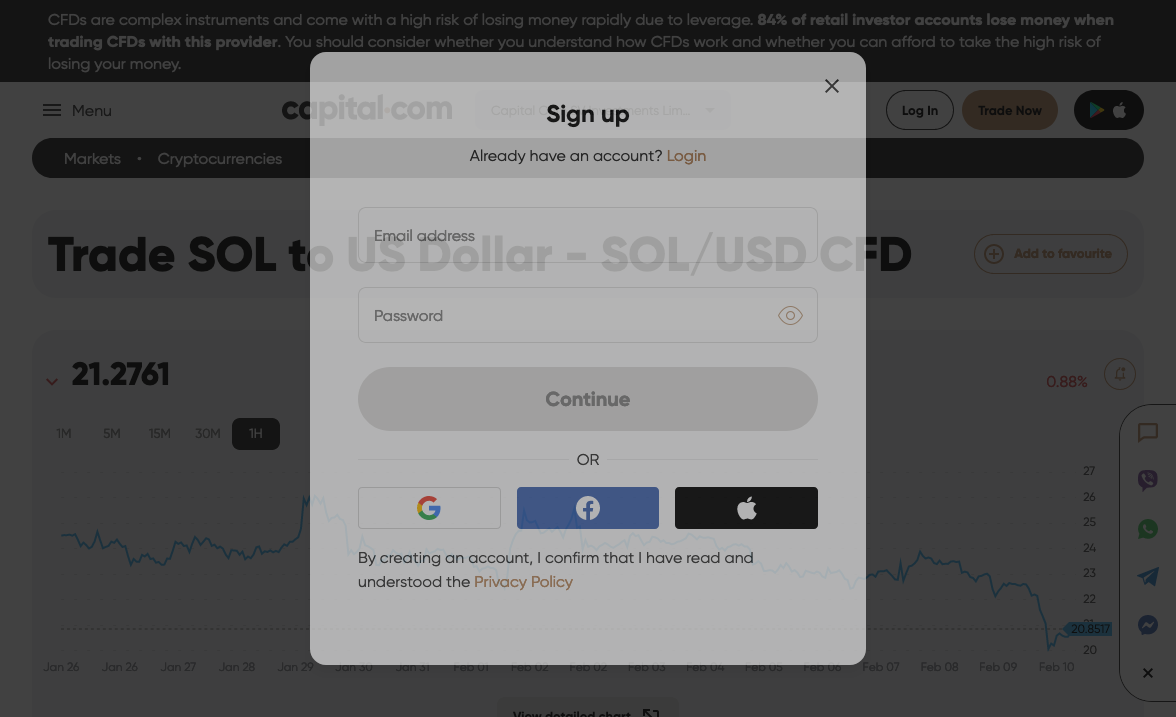 CFDs are complex instruments and come with a high risk of losing money rapidly due to leverage. 84% of retail investor accounts lose money when
trading CFDs with this provider. You should consider whether you understand how CFDs work and whether you can afford to take the high risk of
losing your money.
Menu
capital.com
Log In
Trade Now
Sign up
Already have an account? Login
Markets • Cryptocurrencies
Trade SOL to US Dollar - SOL/USD CFD
Add to favourite
Email address
Password
Continue
OR
By creating an account, I confirm that I have read and
understood the Privacy Policy
21.2761
0.88%
1M 5M 15M 30M 1H
27
26
25
24
23
22
20.8517
20
Jan 26 Jan 26 Jan 27 Jan 28 Jan 29 Jan 30 Jan 31 Feb 01 Feb 02 Feb 02 Feb 03 Feb 04 Feb 05 Feb 06 Feb 07 Feb 08 Feb 09 Feb 10
View detailed chart